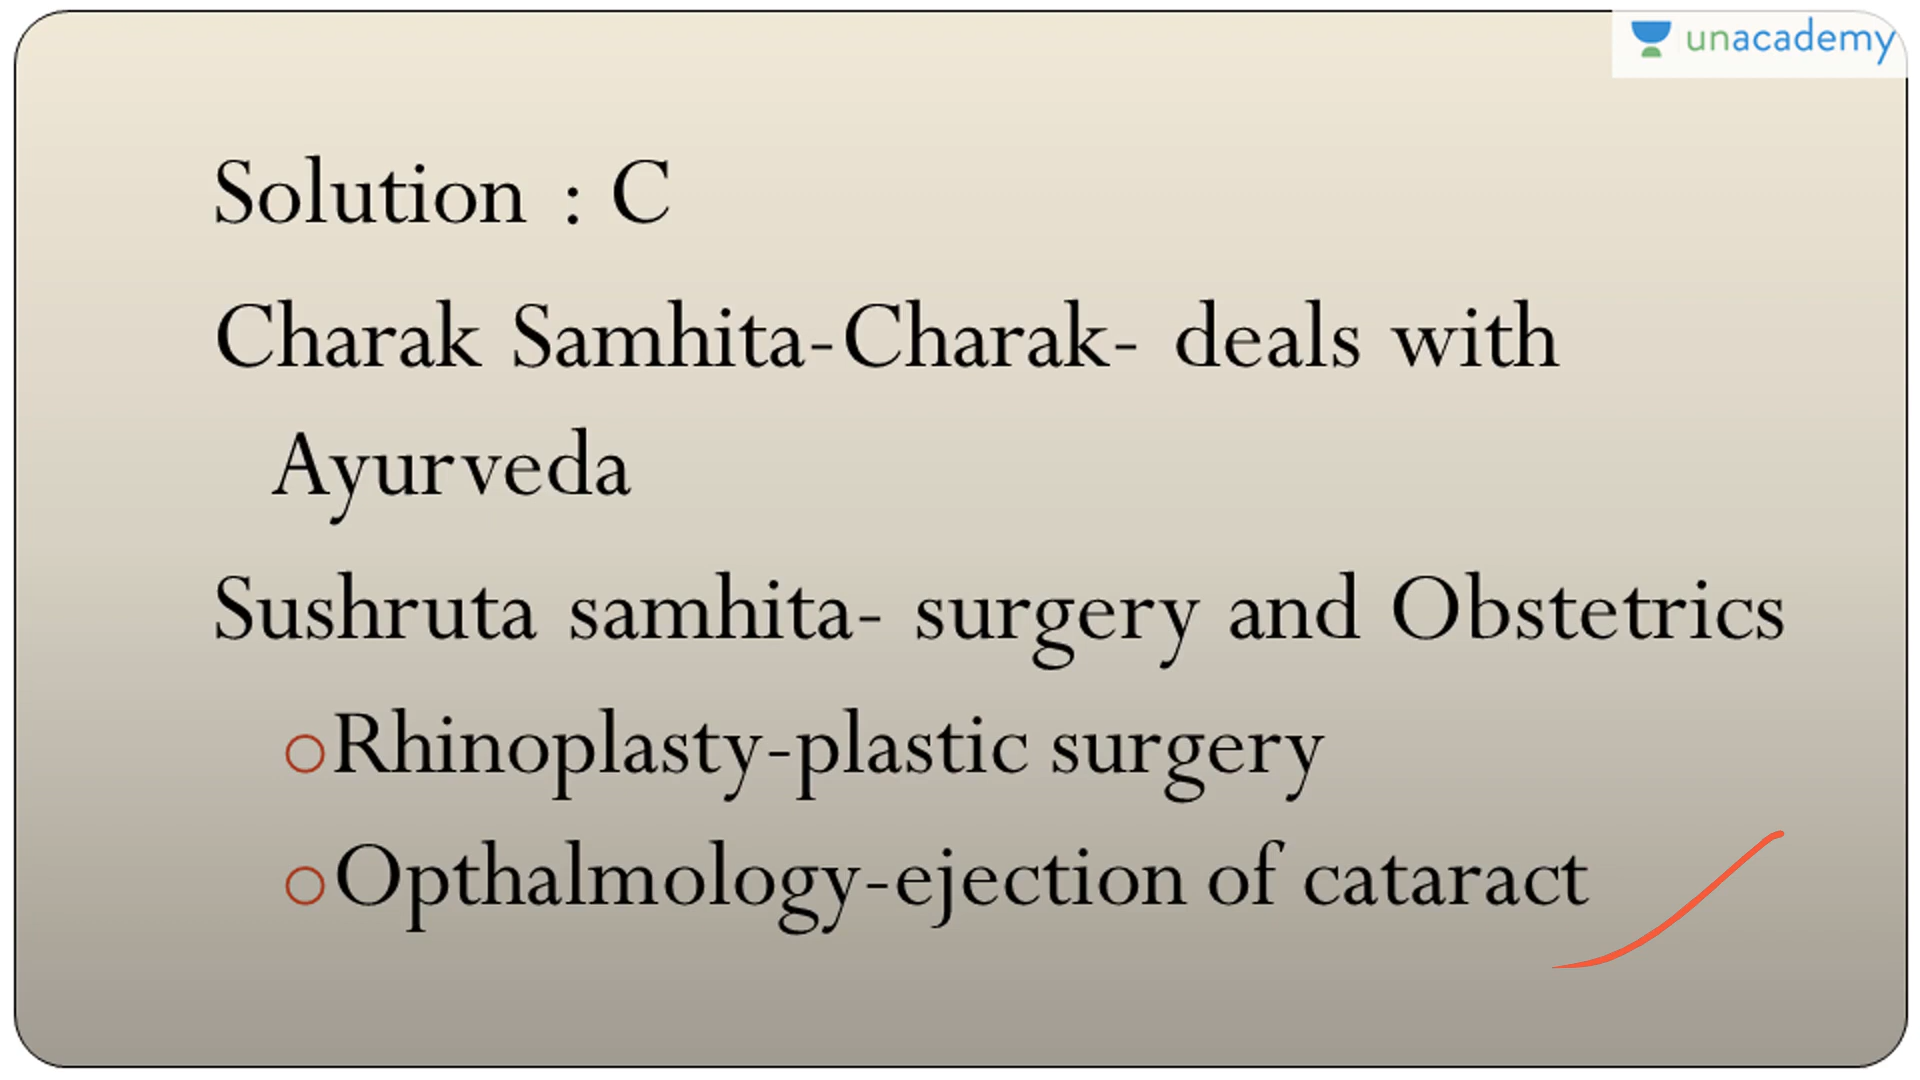 unacademy
Solution : C
Charak Samhita-Charak- deals with
Ayurveda
Sushruta samhita- surgery and Obstetrics
Rhinoplasty-plastic surgery
Opthalmology-ejection of cataract